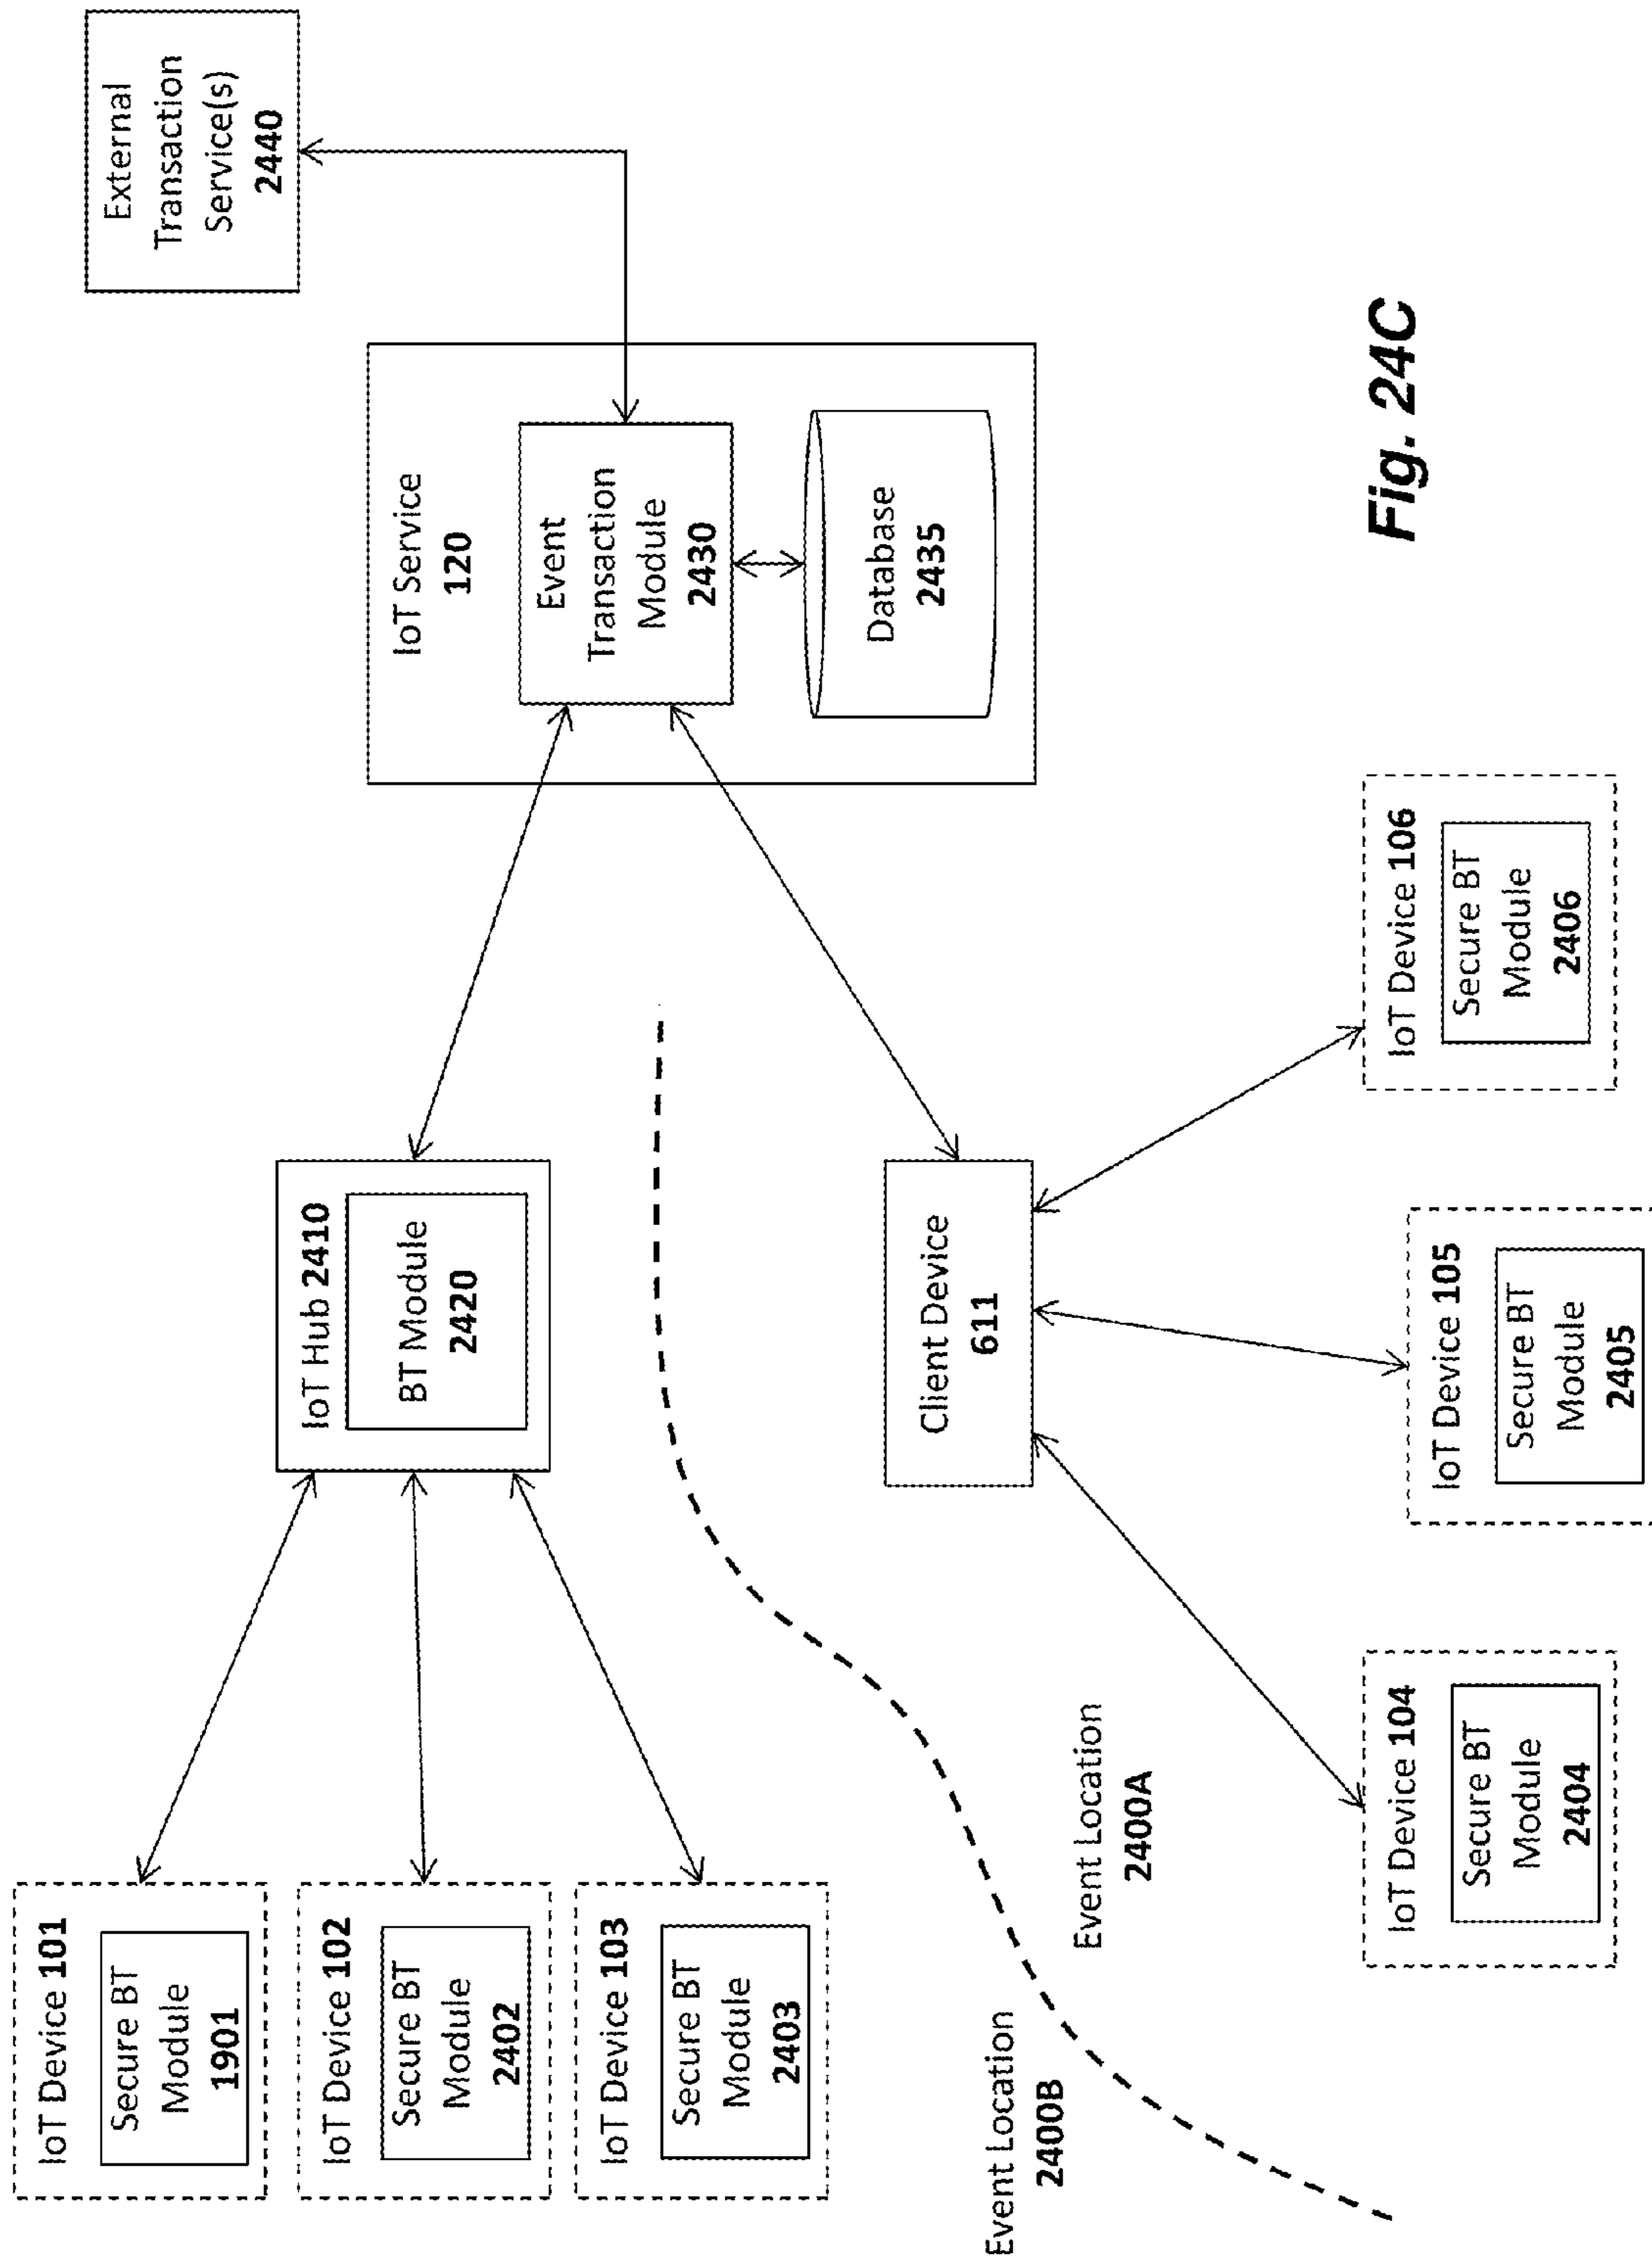 External
Transaction
Service(s)
2440
IoT Service
120
Event
Transaction
Module
2430
Database
2435
IoT Hub 2410
BT Module
2420
IoT Device 101
Secure BT
Module
1901
IoT Device 102
Secure BT
Module
2402
IoT Device 103
Secure BT
Module
2403
Client Device
611
Event Location
2400B
Event Location
2400A
IoT Device 104
Secure BT
Module
2404
IoT Device 105
Secure BT
Module
2405
IoT Device 106
Secure BT
Module
2406
Fig. 24C